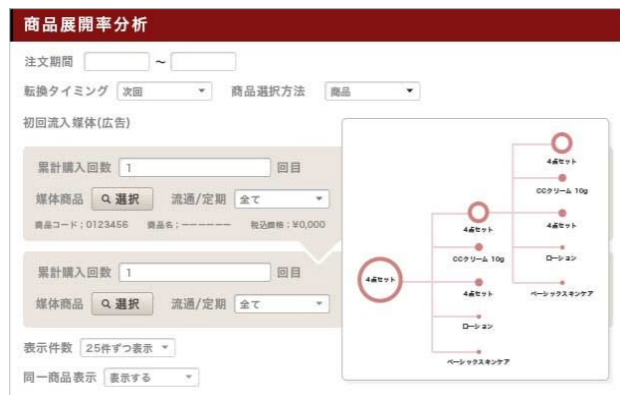 商品展開率分析
注文期間 ～
転換タイミング 次回 商品選択方法 商品
初回流入媒体(広告)
累計購入回数 1 回目
媒体商品 選択 流通/定期 全て
商品コード：0123456 商品名：ーーーーーー 税込価格：¥0,000
累計購入回数 1 回目
媒体商品 選択 流通/定期 全て
表示件数 25件ずつ表示
同一商品表示 表示する
4点セット
4点セット
CCクリーム 10g
4点セット
ローション
ベーシックスキンケア
4点セット
CCクリーム 10g
4点セット
ローション
ベーシックスキンケア